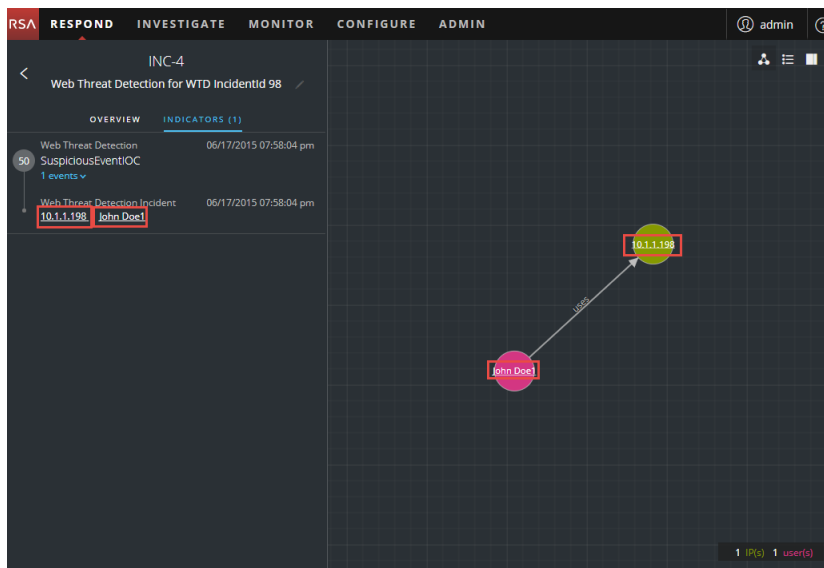 RSA RESPOND INVESTIGATE MONITOR CONFIGURE ADMIN admin
INC-4
Web Threat Detection for WTD IncidentId 98
OVERVIEW INDICATORS (1)
Web Threat Detection 06/17/2015 07:58:04 pm
50 SuspiciousEventIOC
1 events
Web Threat Detection Incident 06/17/2015 07:58:04 pm
10.1.1.198 John Doe1
10.1.1.198
uses
John Doe1
1 IP(s) 1 user(s)